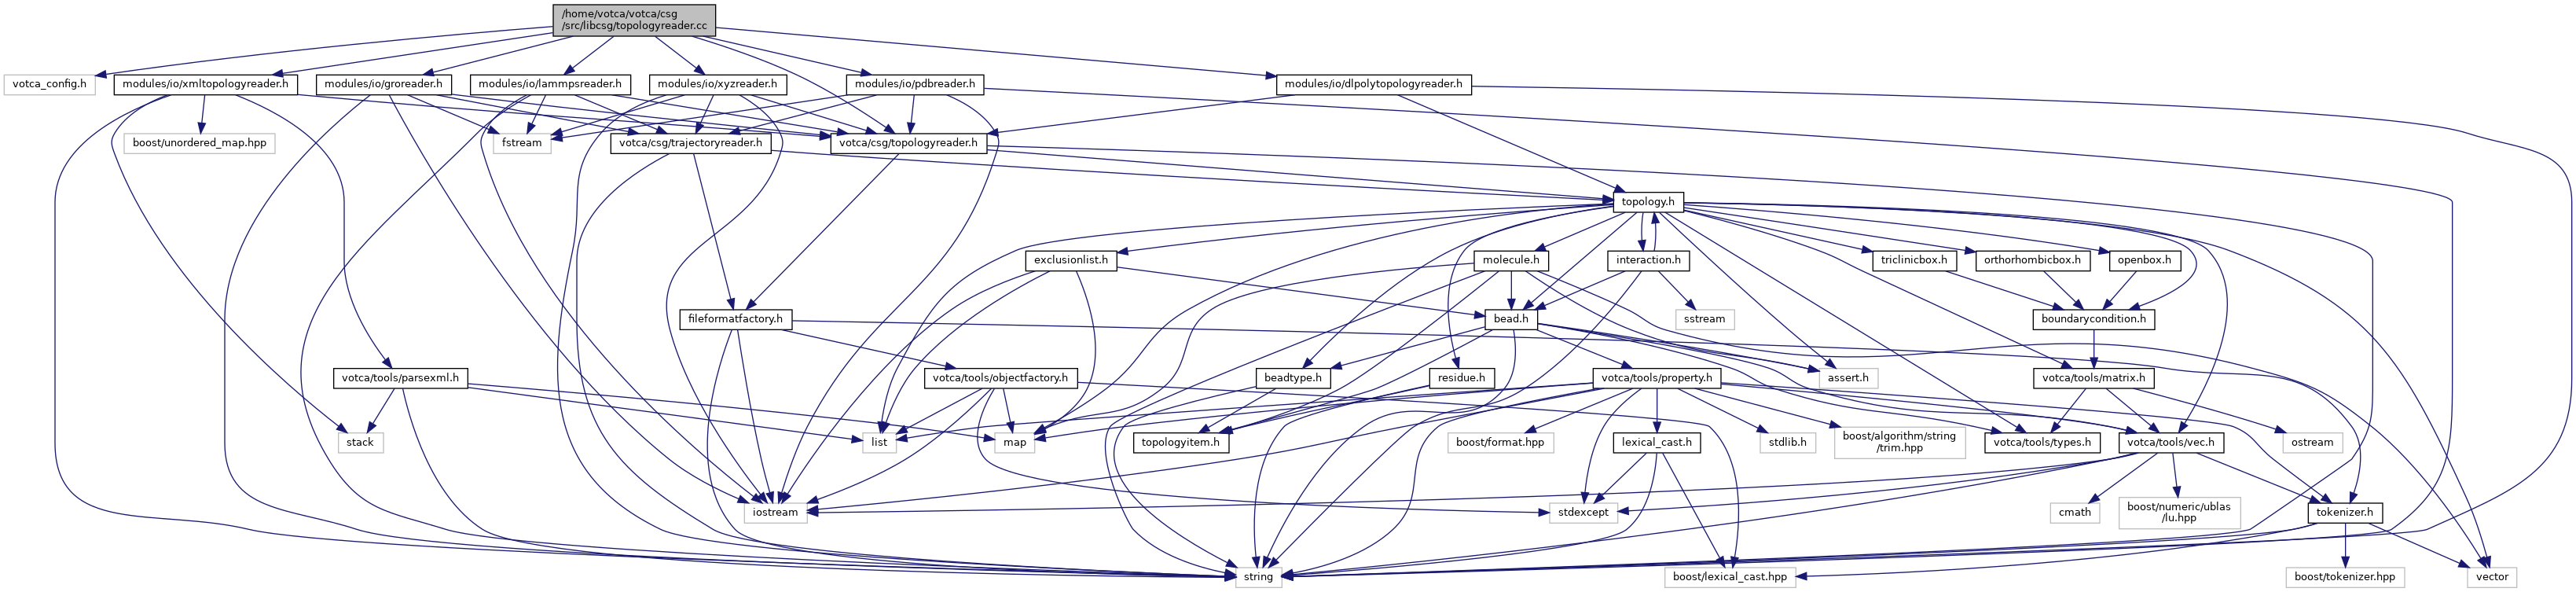 /home/votca/votca/csg
/src/libcsg/topologyreader.cc
votca_config.h
modules/io/xmltopologyreader.h
modules/io/groreader.h
modules/io/lammpsreader.h
modules/io/xyzreader.h
modules/io/pdbreader.h
modules/io/dlpolytopologyreader.h
boost/unordered_map.hpp
fstream
votca/csg/trajectoryreader.h
votca/csg/topologyreader.h
topology.h
exclusionlist.h
molecule.h
interaction.h
triclinicbox.h
orthorhombicbox.h
openbox.h
fileformatfactory.h
bead.h
sstream
boundarycondition.h
votca/tools/parsexml.h
votca/tools/objectfactory.h
beadtype.h
residue.h
votca/tools/property.h
assert.h
votca/tools/matrix.h
stack
list
map
topologyitem.h
boost/format.hpp
lexical_cast.h
stdlib.h
boost/algorithm/string
/trim.hpp
votca/tools/types.h
votca/tools/vec.h
ostream
iostream
stdexcept
cmath
boost/numeric/ublas
/lu.hpp
tokenizer.h
string
boost/lexical_cast.hpp
boost/tokenizer.hpp
vector